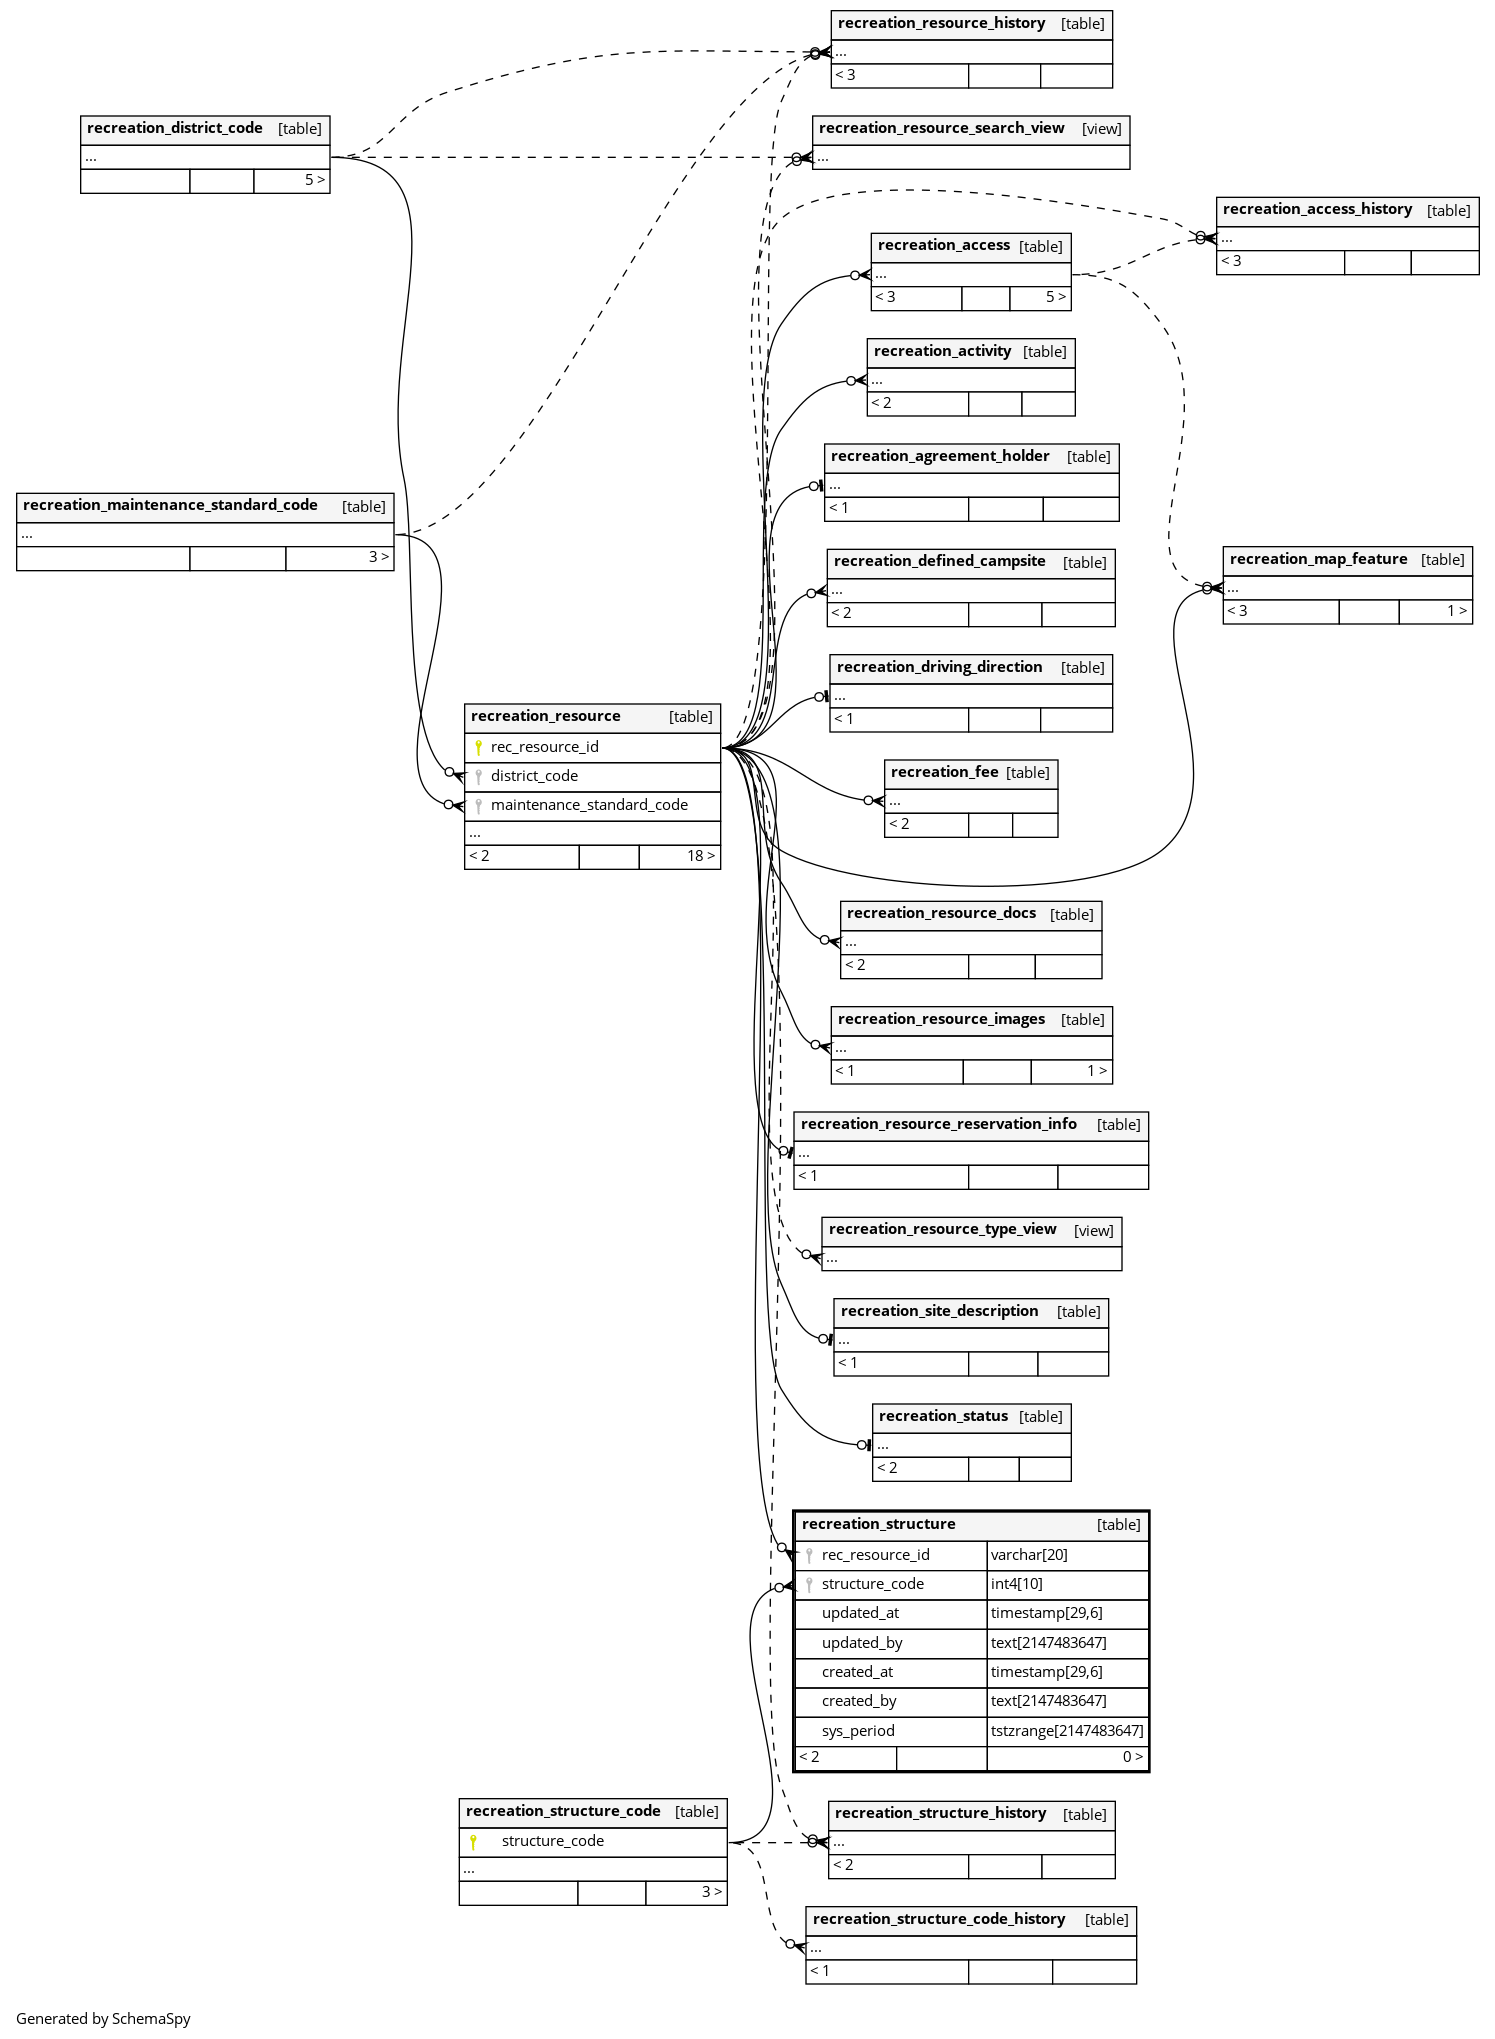 recreation_resource_history [table]
...
< 3
recreation_district_code [table]
...
5 >
recreation_resource_search_view [view]
...
recreation_access_history [table]
...
< 3
recreation_access [table]
...
< 3 5 >
recreation_activity [table]
...
< 2
recreation_agreement_holder [table]
...
< 1
recreation_maintenance_standard_code [table]
...
3 >
recreation_defined_campsite [table]
...
< 2
recreation_map_feature [table]
...
< 3 1 >
recreation_driving_direction [table]
...
< 1
recreation_resource [table]
rec_resource_id
district_code
maintenance_standard_code
...
< 2 18 >
recreation_fee [table]
...
< 2
recreation_resource_docs [table]
...
< 2
recreation_resource_images [table]
...
< 1 1 >
recreation_resource_reservation_info [table]
...
< 1
recreation_resource_type_view [view]
...
recreation_site_description [table]
...
< 1
recreation_status [table]
...
< 2
recreation_structure [table]
rec_resource_id varchar[20]
structure_code int4[10]
updated_at timestamp[29,6]
updated_by text[2147483647]
created_at timestamp[29,6]
created_by text[2147483647]
sys_period tstzrange[2147483647]
< 2 0 >
recreation_structure_code [table]
structure_code
...
3 >
recreation_structure_history [table]
...
< 2
recreation_structure_code_history [table]
...
< 1
Generated by SchemaSpy